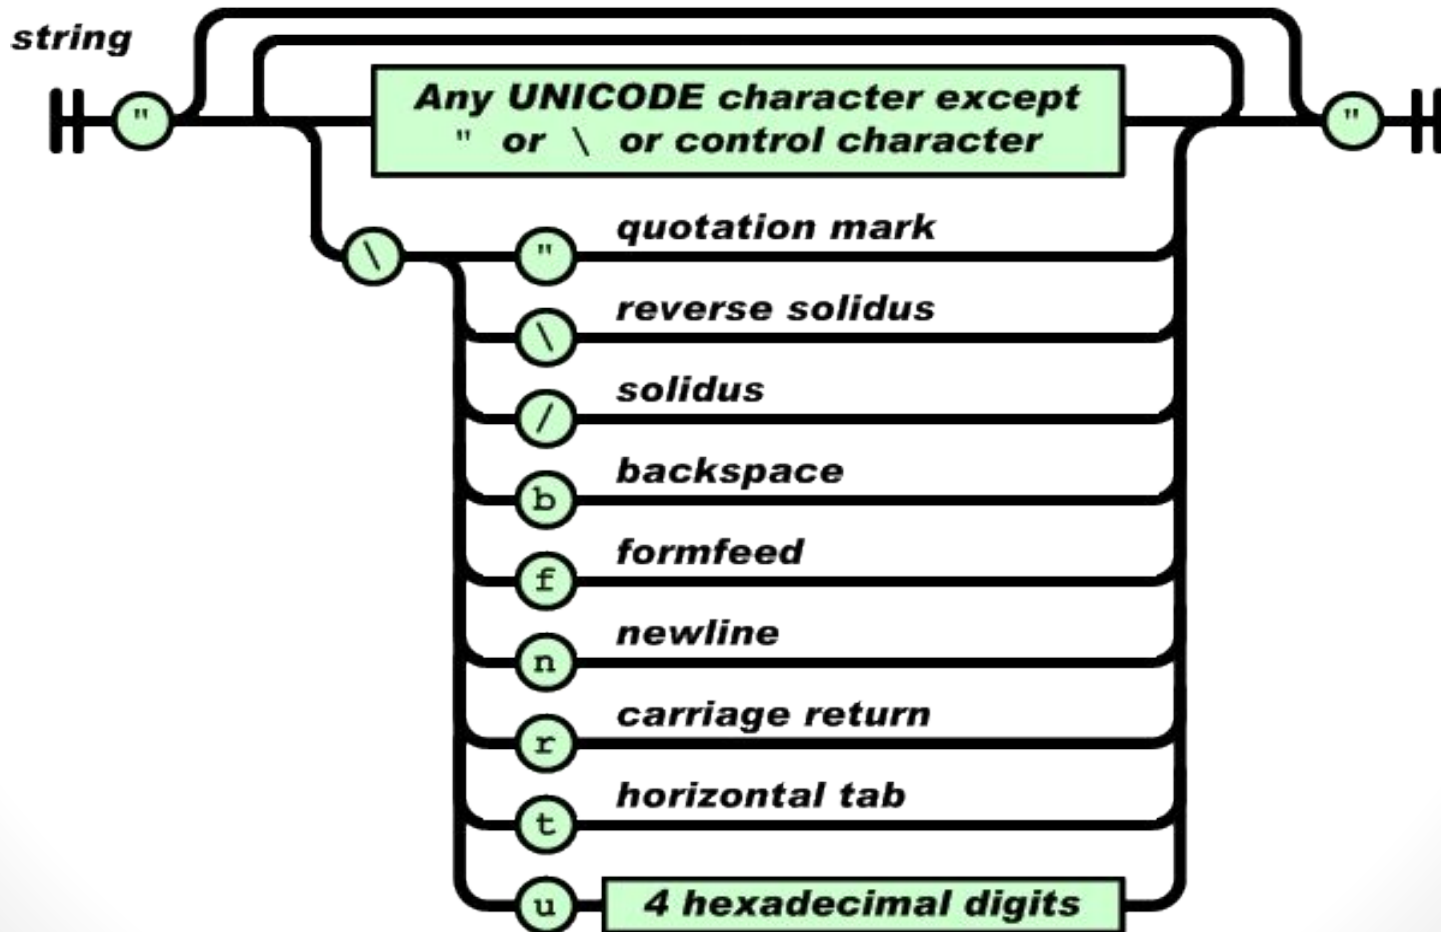 string
"
Any UNICODE character except
" or \ or control character
"
\
" quotation mark
\ reverse solidus
/ solidus
b backspace
f formfeed
n newline
r carriage return
t horizontal tab
u 4 hexadecimal digits